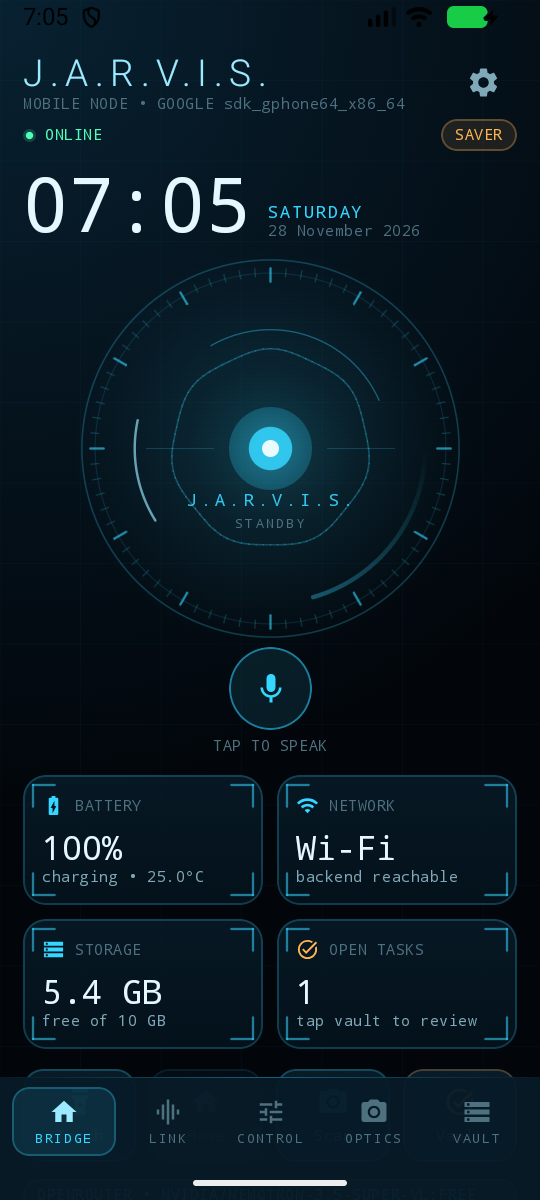 7:05
J.A.R.V.I.S.
MOBILE NODE • GOOGLE sdk_gphone64_x86_64
ONLINE
SAVER
07:05
SATURDAY
28 November 2026
J.A.R.V.I.S.
STANDBY
TAP TO SPEAK
BATTERY
100%
charging • 25.0°C
NETWORK
Wi-Fi
backend reachable
STORAGE
5.4 GB
free of 10 GB
OPEN TASKS
1
tap vault to review
BRIDGE
LINK
CONTROL
OPTICS
VAULT